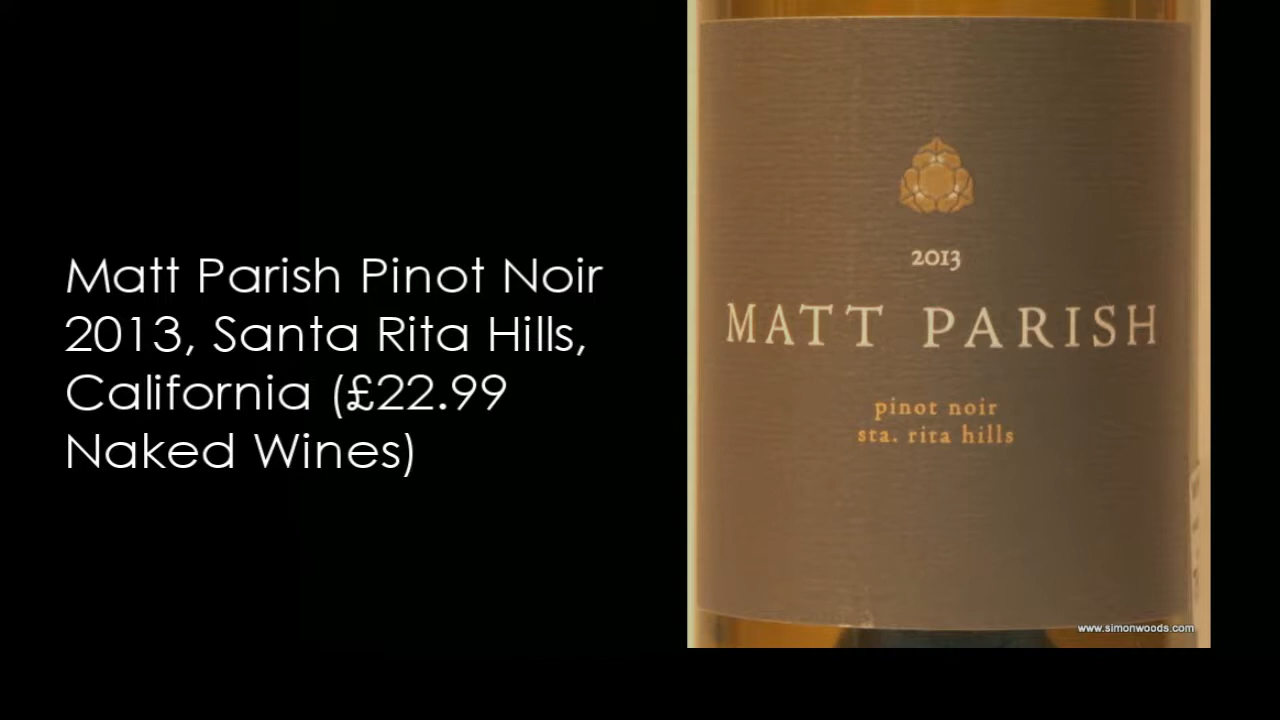 Matt Parish Pinot Noir
2013, Santa Rita Hills,
California (£22.99
Naked Wines)
2013
MATT PARISH
pinot noir
sta. rita hills
www.simonwoods.com